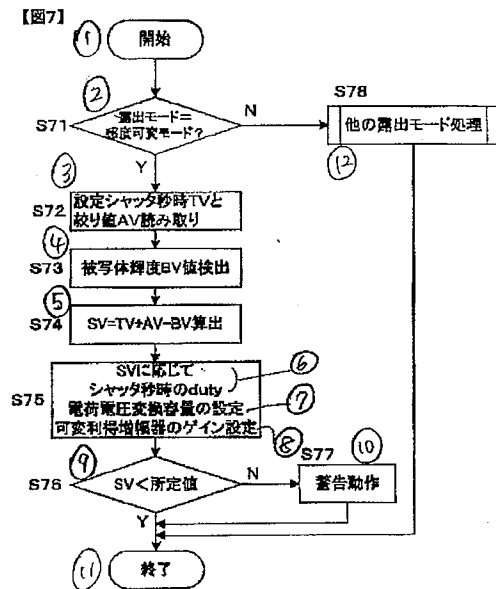 【図7】
① 開始
②
S71 露出モード=
感度可変モード?
N
Y
S78
他の露出モード処理
⑫
③
S72 設定シャッタ秒時TVと
絞り値AV読み取り
④
S73 被写体輝度BV値検出
⑤
S74 SV=TV+AV−BV算出
S75 SVに応じて
シャッタ秒時のduty ⑥
電荷電圧変換容量の設定 ⑦
可変利得増幅器のゲイン設定 ⑧
⑨
S76 SV<所定値
N
Y
S77 ⑩
警告動作
⑪ 終了